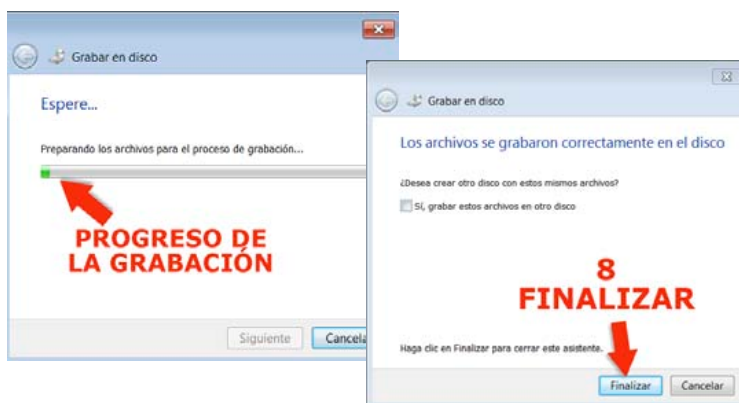 Grabar en disco
Espere...
Preparando los archivos para el proceso de grabación...
PROGRESO DE
LA GRABACIÓN
Siguiente
Grabar en disco
Los archivos se grabaron correctamente en el disco
¿Desea crear otro disco con estos mismos archivos?
Sí, grabar estos archivos en otro disco
8
FINALIZAR
Haga clic en Finalizar para cerrar este asistente.
Finalizar Cancelar